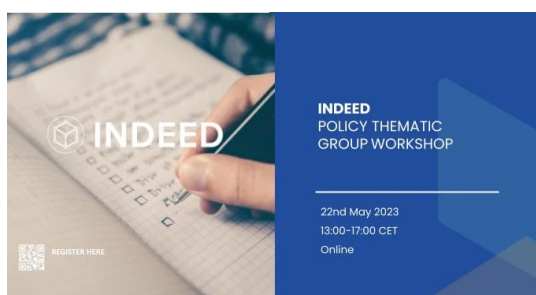 INDEED
REGISTER HERE
INDEED
POLICY THEMATIC
GROUP WORKSHOP
22nd May 2023
13:00-17:00 CET
Online